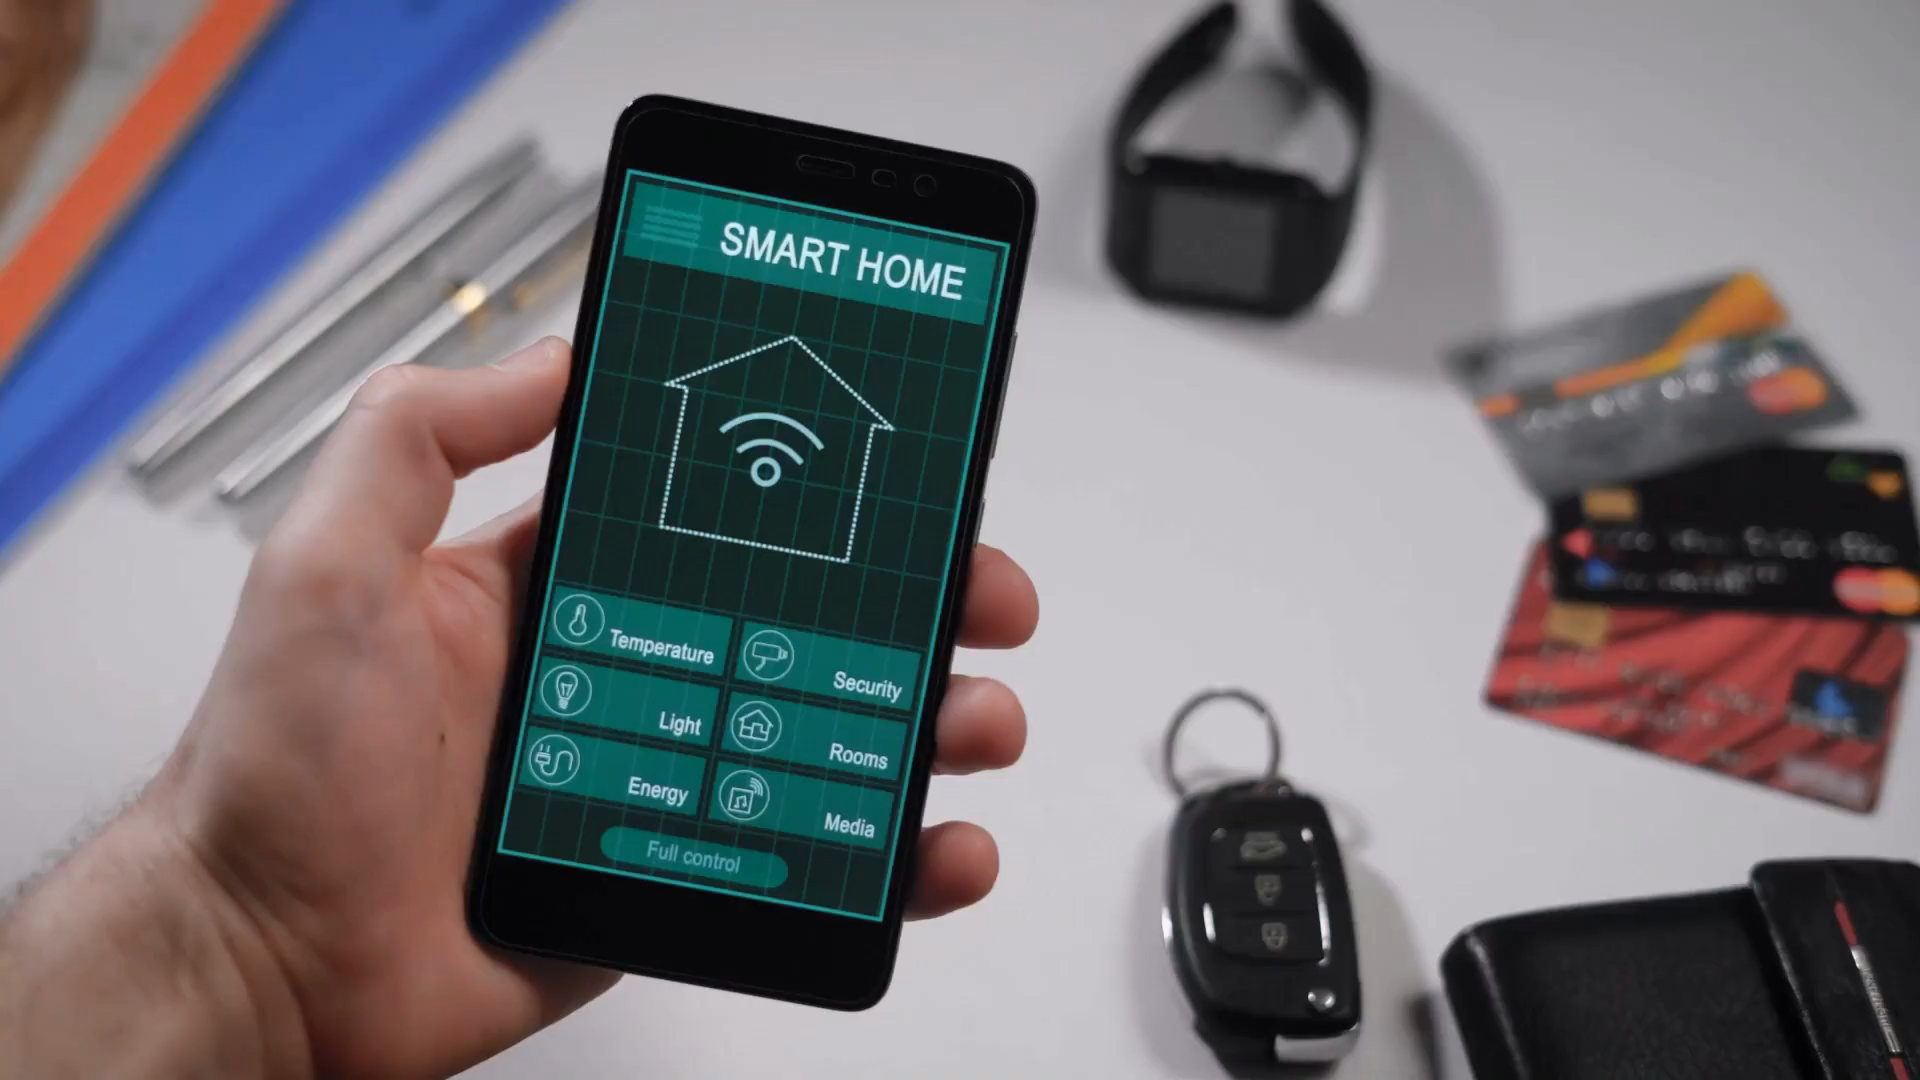 SMART HOME
Temperature
Security
Light
Rooms
Energy
Media
Full control